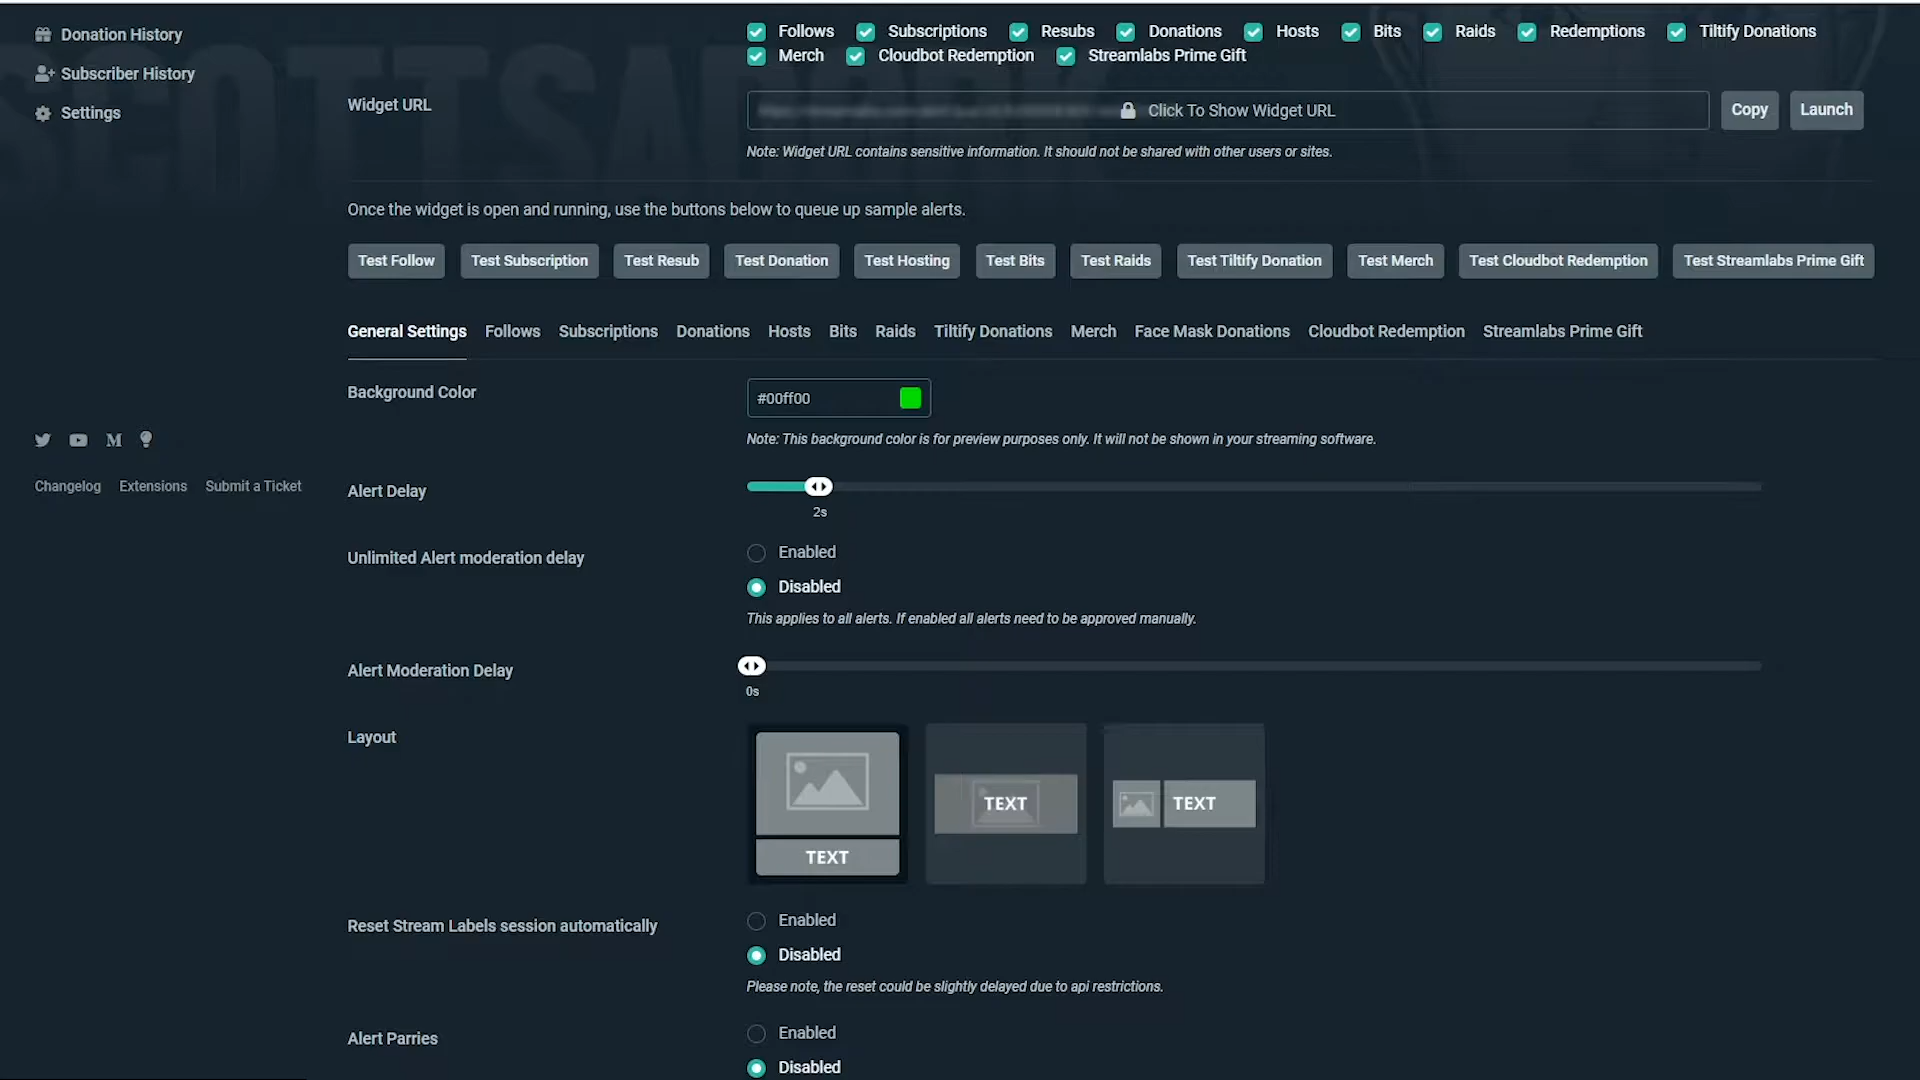 Donation History
Subscriber History
Settings
Follows Subscriptions Resubs Donations Hosts Bits Raids Redemptions Tiltify Donations
Merch Cloudbot Redemption Streamlabs Prime Gift
Widget URL
Click To Show Widget URL
Copy
Launch
Note: Widget URL contains sensitive information. It should not be shared with other users or sites.
Once the widget is open and running, use the buttons below to queue up sample alerts.
Test Follow Test Subscription Test Resub Test Donation Test Hosting Test Bits Test Raids Test Tiltify Donation Test Merch Test Cloudbot Redemption Test Streamlabs Prime Gift
General Settings Follows Subscriptions Donations Hosts Bits Raids Tiltify Donations Merch Face Mask Donations Cloudbot Redemption Streamlabs Prime Gift
Background Color
#00ff00
Note: This background color is for preview purposes only. It will not be shown in your streaming software.
Changelog Extensions Submit a Ticket
Alert Delay
2s
Unlimited Alert moderation delay
Enabled
Disabled
This applies to all alerts. If enabled all alerts need to be approved manually.
Alert Moderation Delay
0s
Layout
TEXT
TEXT
TEXT
Reset Stream Labels session automatically
Enabled
Disabled
Please note, the reset could be slightly delayed due to api restrictions.
Alert Parries
Enabled
Disabled